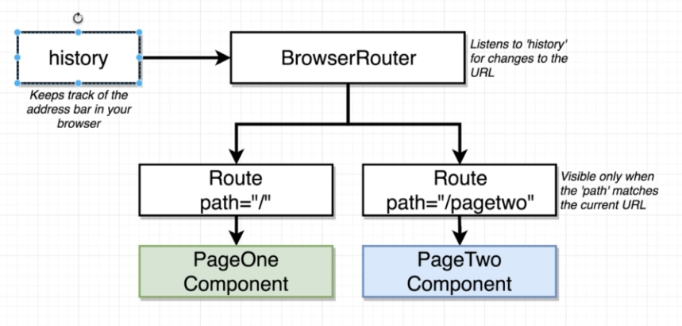 history
BrowserRouter
Listens to 'history'
for changes to the
URL
Keeps track of the
address bar in your
browser
Route
path="/"
Route
path="/pagetwo"
Visible only when
the 'path' matches
the current URL
PageOne
Component
PageTwo
Component